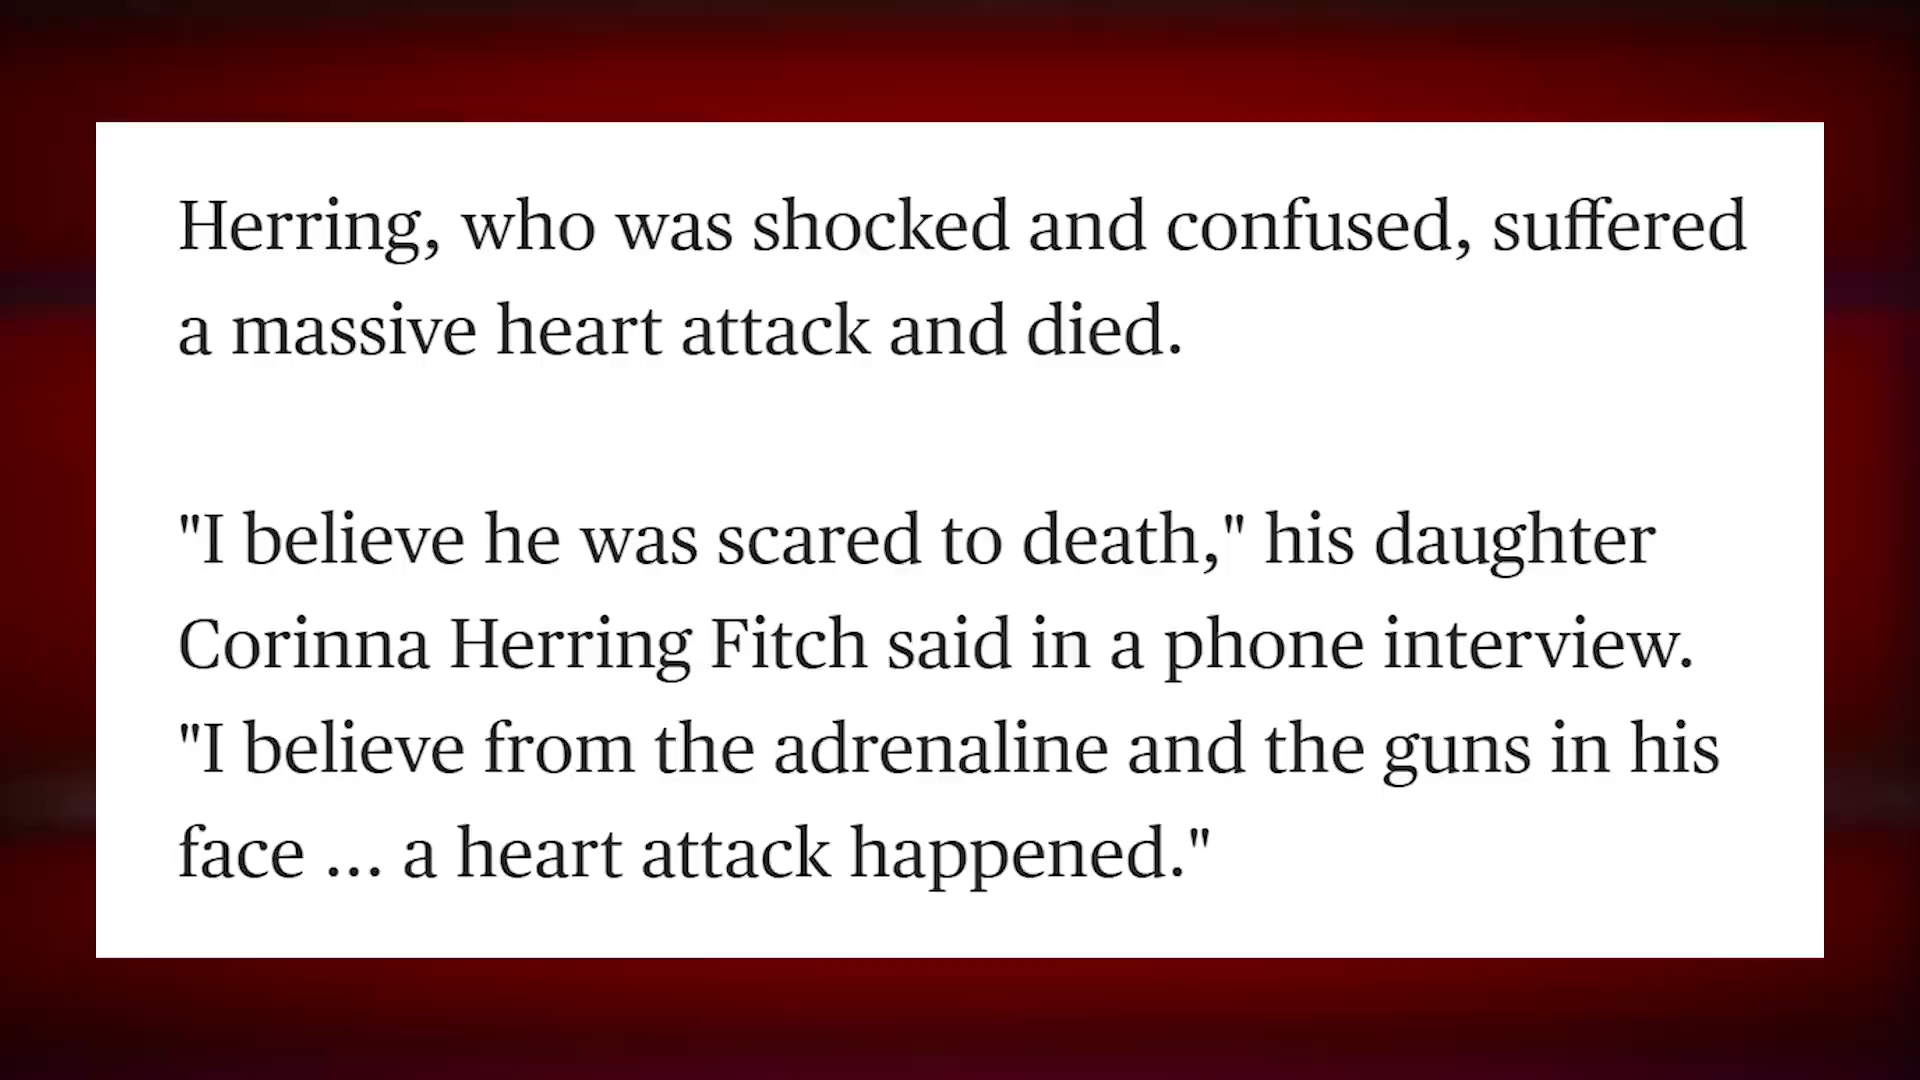 Herring, who was shocked and confused, suffered
a massive heart attack and died.
"I believe he was scared to death," his daughter
Corinna Herring Fitch said in a phone interview.
"I believe from the adrenaline and the guns in his
face ... a heart attack happened."